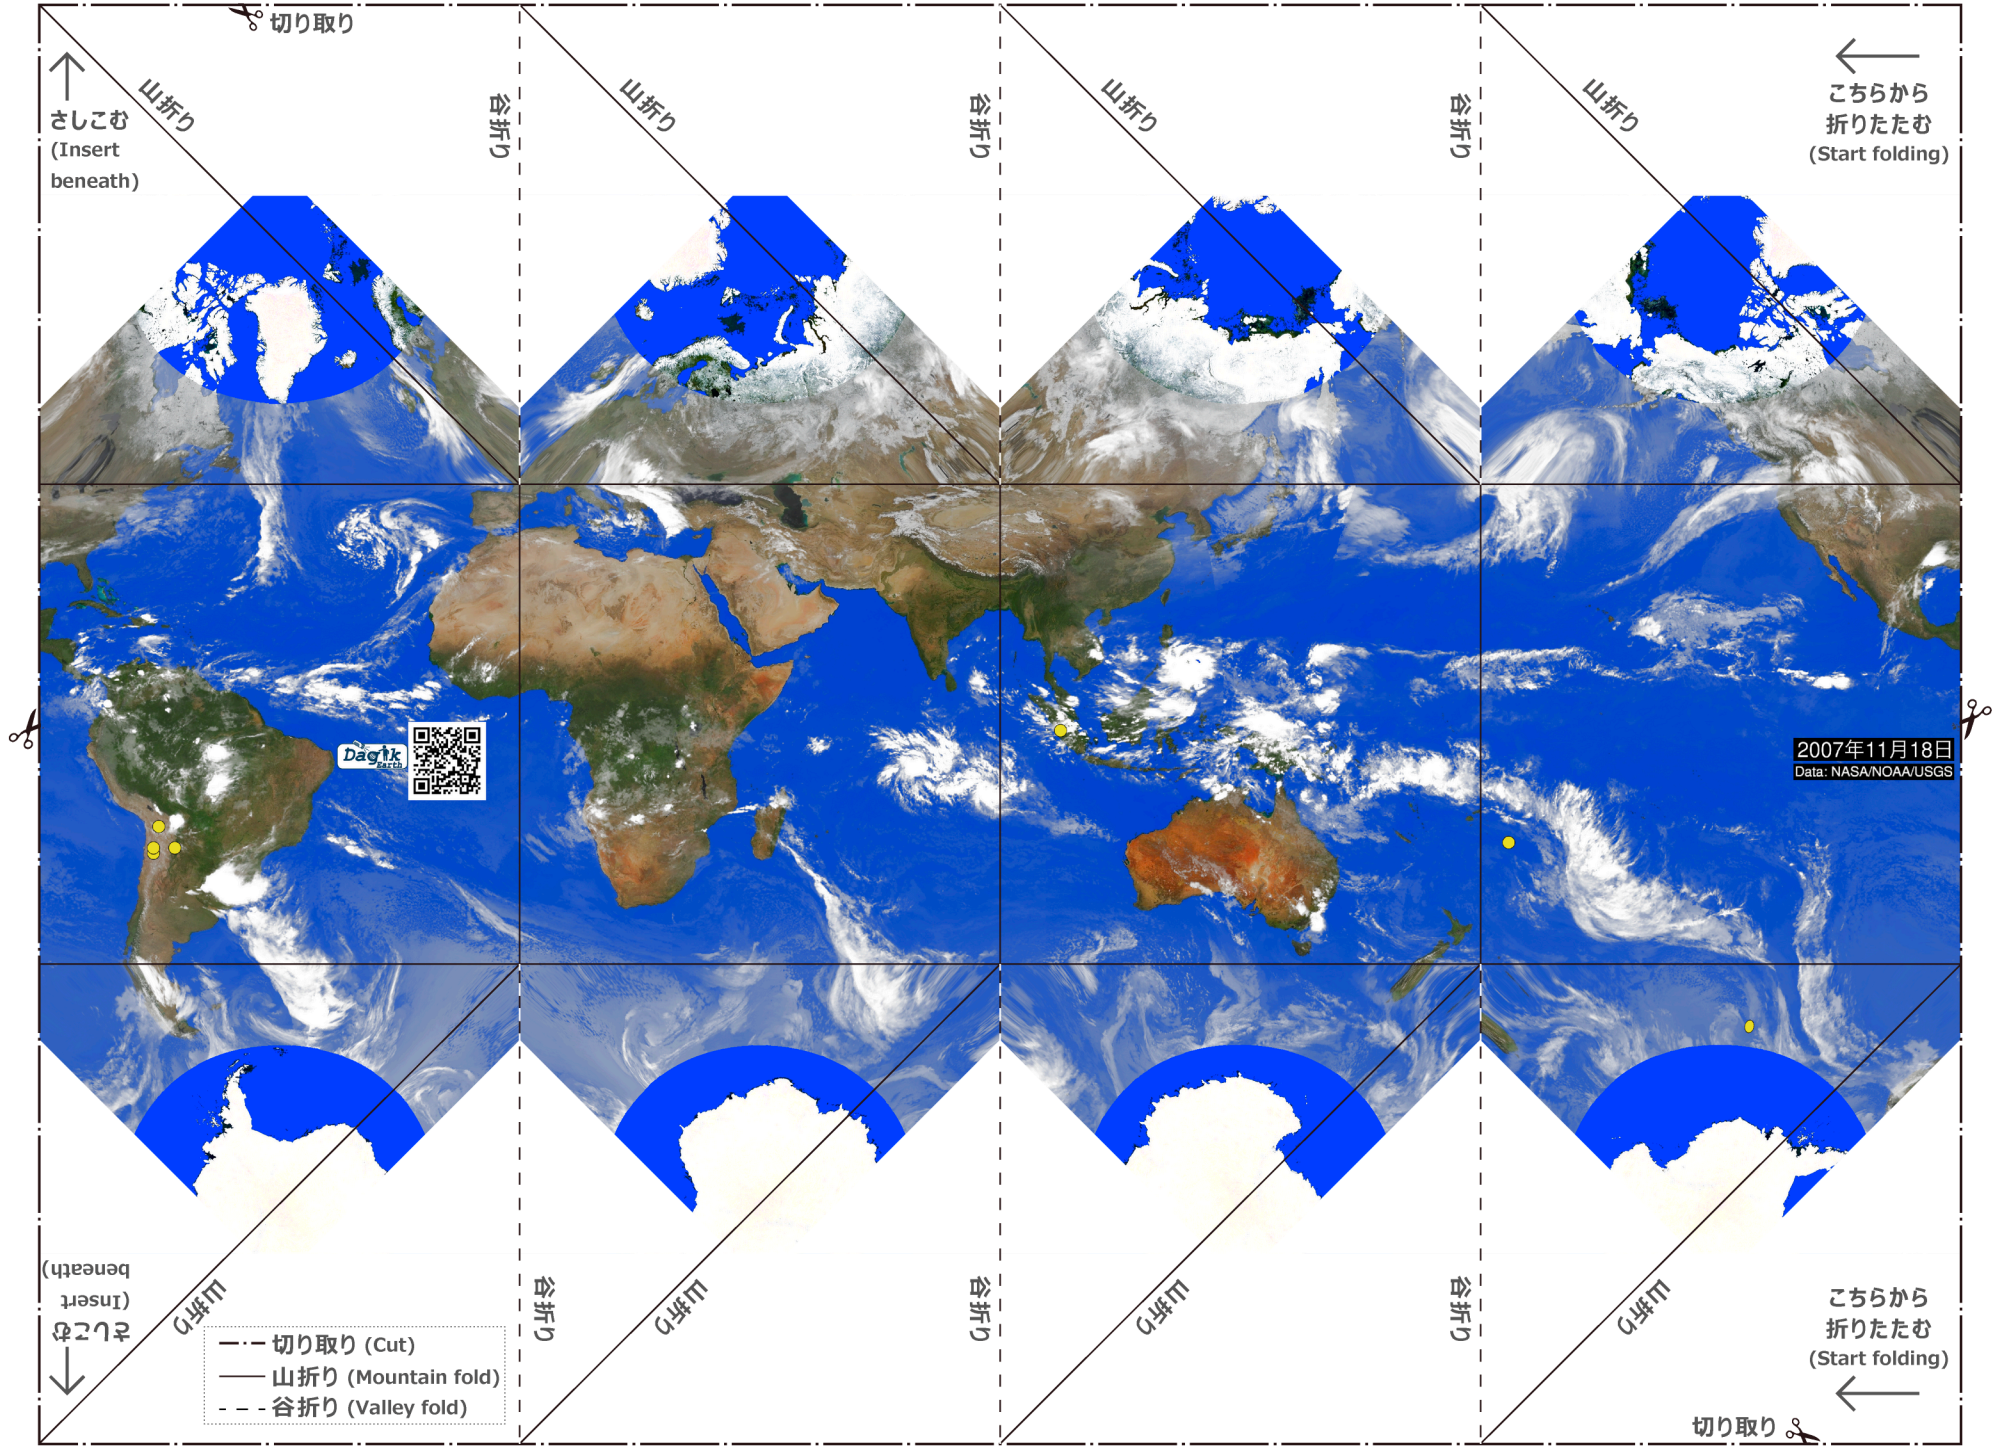 切り取り
さしこむ
(Insert
beneath)
山折り
谷折り
山折り
谷折り
山折り
谷折り
山折り
こちらから
折りたたむ
(Start folding)
Dagik
Earth
2007年11月18日
Data: NASA/NOAA/USGS
さしこむ
(Insert
beneath)
山折り
谷折り
山折り
谷折り
山折り
谷折り
山折り
こちらから
折りたたむ
(Start folding)
切り取り (Cut)
山折り (Mountain fold)
谷折り (Valley fold)
切り取り